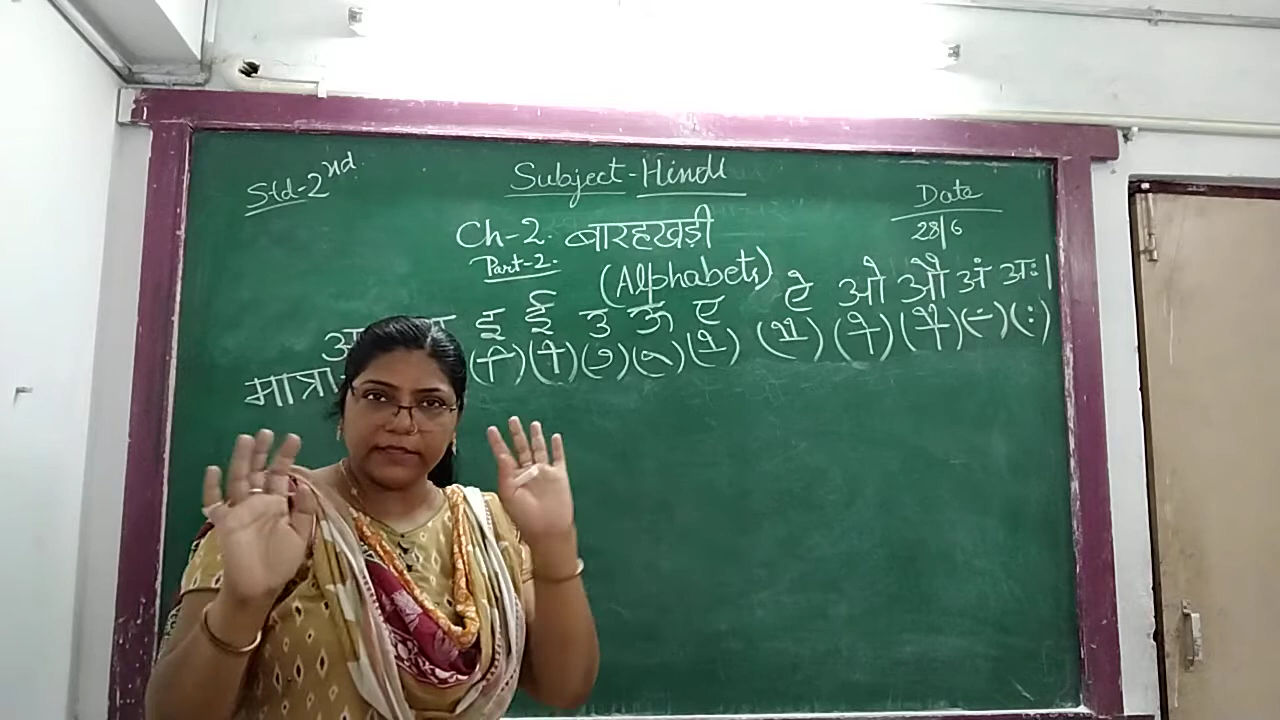 Std-2nd.
Subject-Hindi
Date
28/6
Ch-2. बारहखड़ी
Part-2.
(Alphabets)
अ इ ई उ ऊ ए ऐ ओ औ अं अः।
मात्रा (ि) (ी) (ु) (ू) (े) (ै) (ो) (ौ) (ं) (ः)